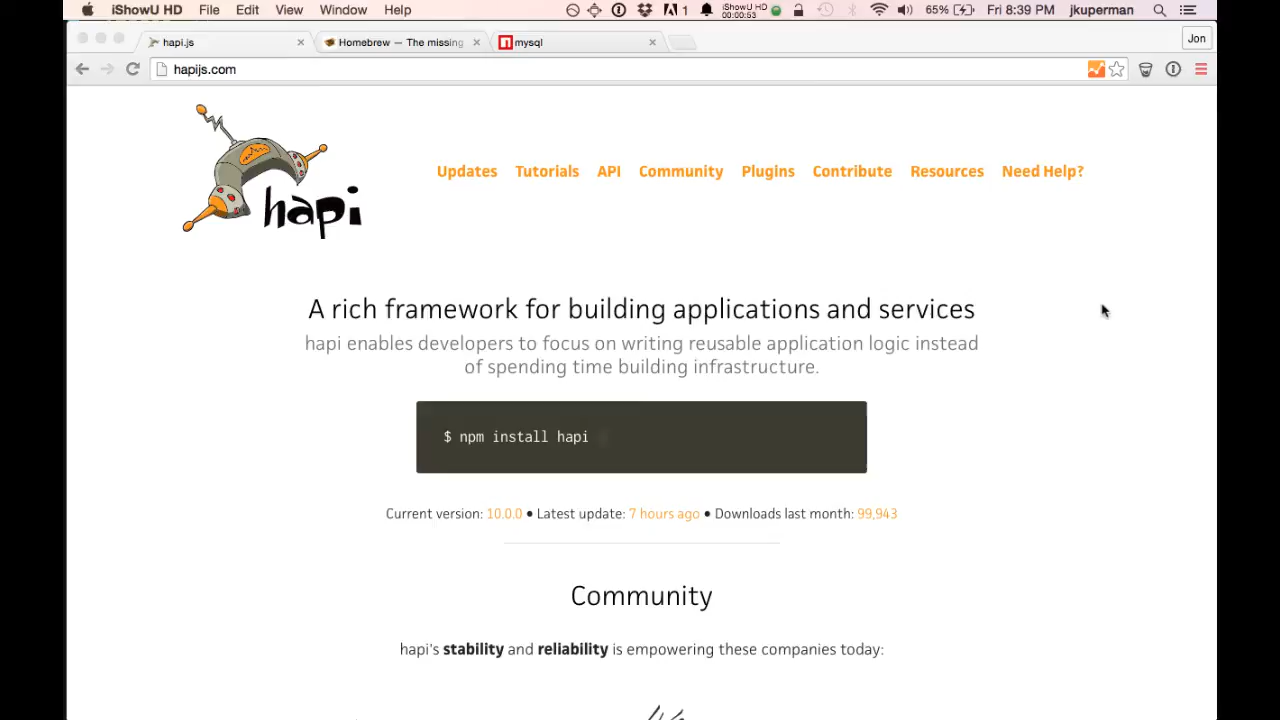 iShowU HD File Edit View Window Help 1 iShowU HD 00:00:53 65% Fri 8:39 PM jkuperman
hapi.js Homebrew — The missing mysql Jon
hapijs.com
hapi
Updates Tutorials API Community Plugins Contribute Resources Need Help?
A rich framework for building applications and services
hapi enables developers to focus on writing reusable application logic instead
of spending time building infrastructure.
$ npm install hapi
Current version: 10.0.0 ● Latest update: 7 hours ago ● Downloads last month: 99,943
Community
hapi's stability and reliability is empowering these companies today: